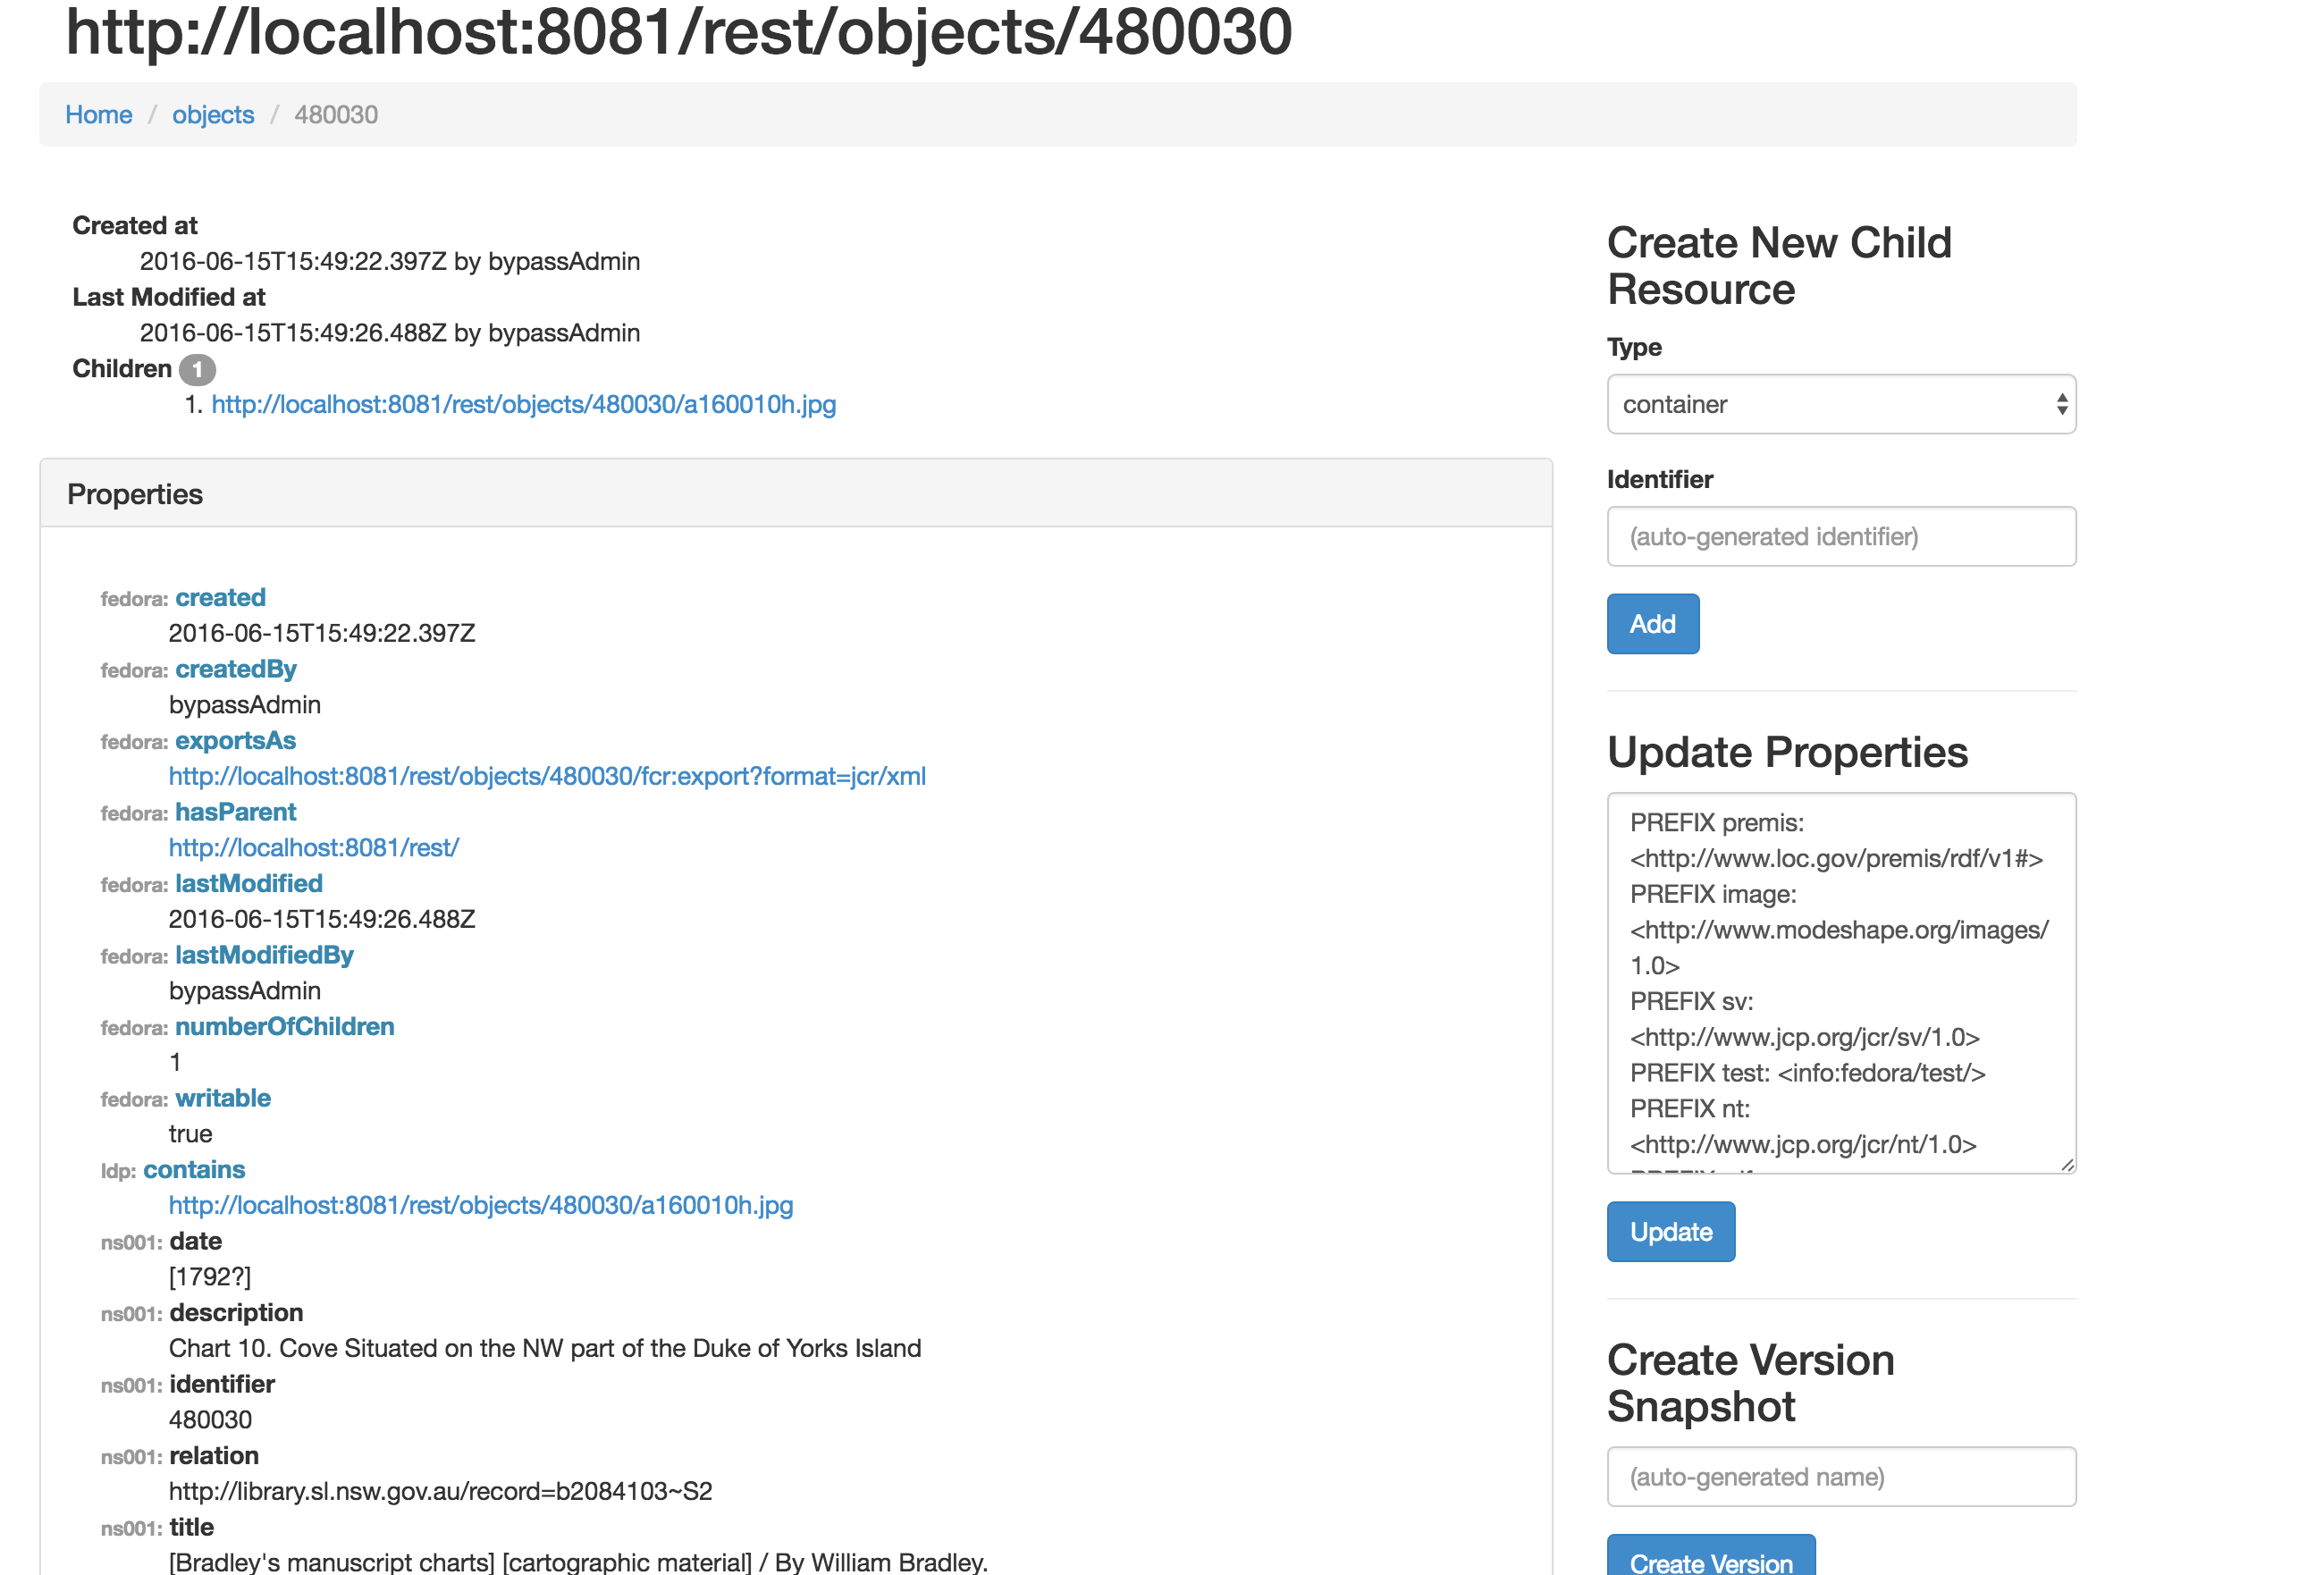 http://localhost:8081/rest/objects/480030
Home / objects / 480030
Created at
2016-06-15T15:49:22.397Z by bypassAdmin
Last Modified at
2016-06-15T15:49:26.488Z by bypassAdmin
Children 1
1. http://localhost:8081/rest/objects/480030/a160010h.jpg
Properties
fedora: created
2016-06-15T15:49:22.397Z
fedora: createdBy
bypassAdmin
fedora: exportsAs
http://localhost:8081/rest/objects/480030/fcr:export?format=jcr/xml
fedora: hasParent
http://localhost:8081/rest/
fedora: lastModified
2016-06-15T15:49:26.488Z
fedora: lastModifiedBy
bypassAdmin
fedora: numberOfChildren
1
fedora: writable
true
ldp: contains
http://localhost:8081/rest/objects/480030/a160010h.jpg
ns001: date
[1792?]
ns001: description
Chart 10. Cove Situated on the NW part of the Duke of Yorks Island
ns001: identifier
480030
ns001: relation
http://library.sl.nsw.gov.au/record=b2084103~S2
ns001: title
[Bradley's manuscript charts] [cartographic material] / By William Bradley.
Create New Child
Resource
Type
container
Identifier
(auto-generated identifier)
Add
Update Properties
PREFIX premis:
<http://www.loc.gov/premis/rdf/v1#>
PREFIX image:
<http://www.modeshape.org/images/
1.0>
PREFIX sv:
<http://www.jcp.org/jcr/sv/1.0>
PREFIX test: <info:fedora/test/>
PREFIX nt:
<http://www.jcp.org/jcr/nt/1.0>
Update
Create Version
Snapshot
(auto-generated name)
Create Version